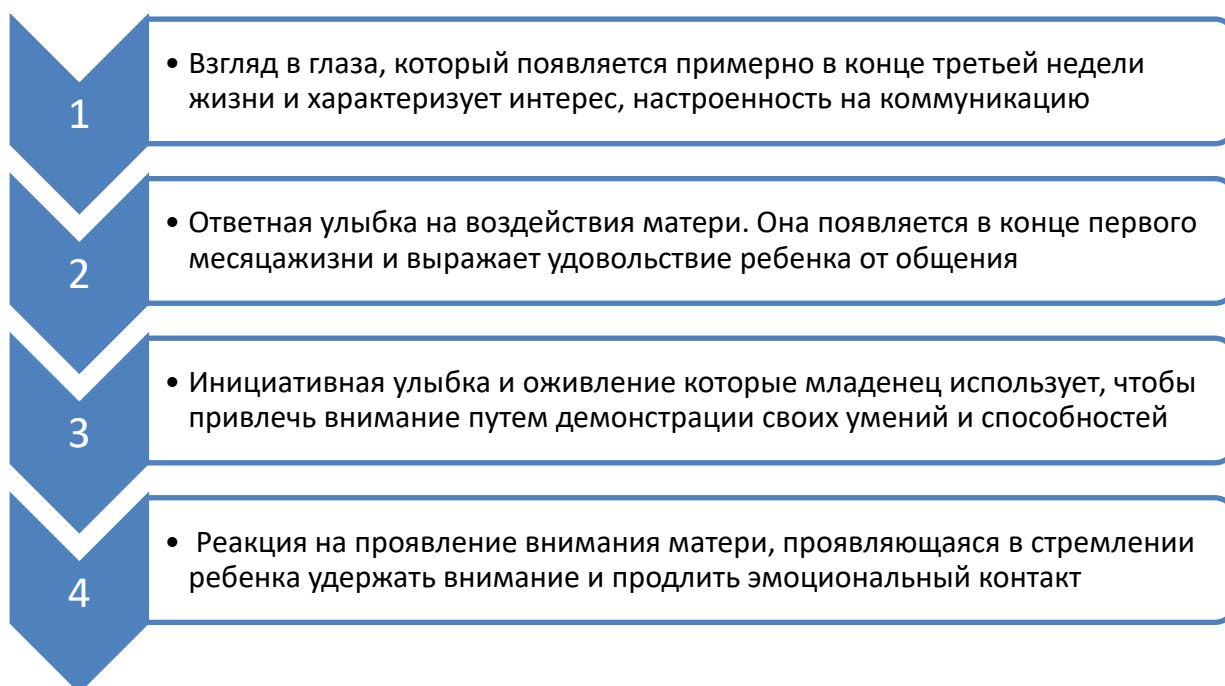 1
• Взгляд в глаза, который появляется примерно в конце третьей недели
жизни и характеризует интерес, настроенность на коммуникацию
2
• Ответная улыбка на воздействия матери. Она появляется в конце первого
месяцажизни и выражает удовольствие ребенка от общения
3
• Инициативная улыбка и оживление которые младенец использует, чтобы
привлечь внимание путем демонстрации своих умений и способностей
4
• Реакция на проявление внимания матери, проявляющаяся в стремлении
ребенка удержать внимание и продлить эмоциональный контакт